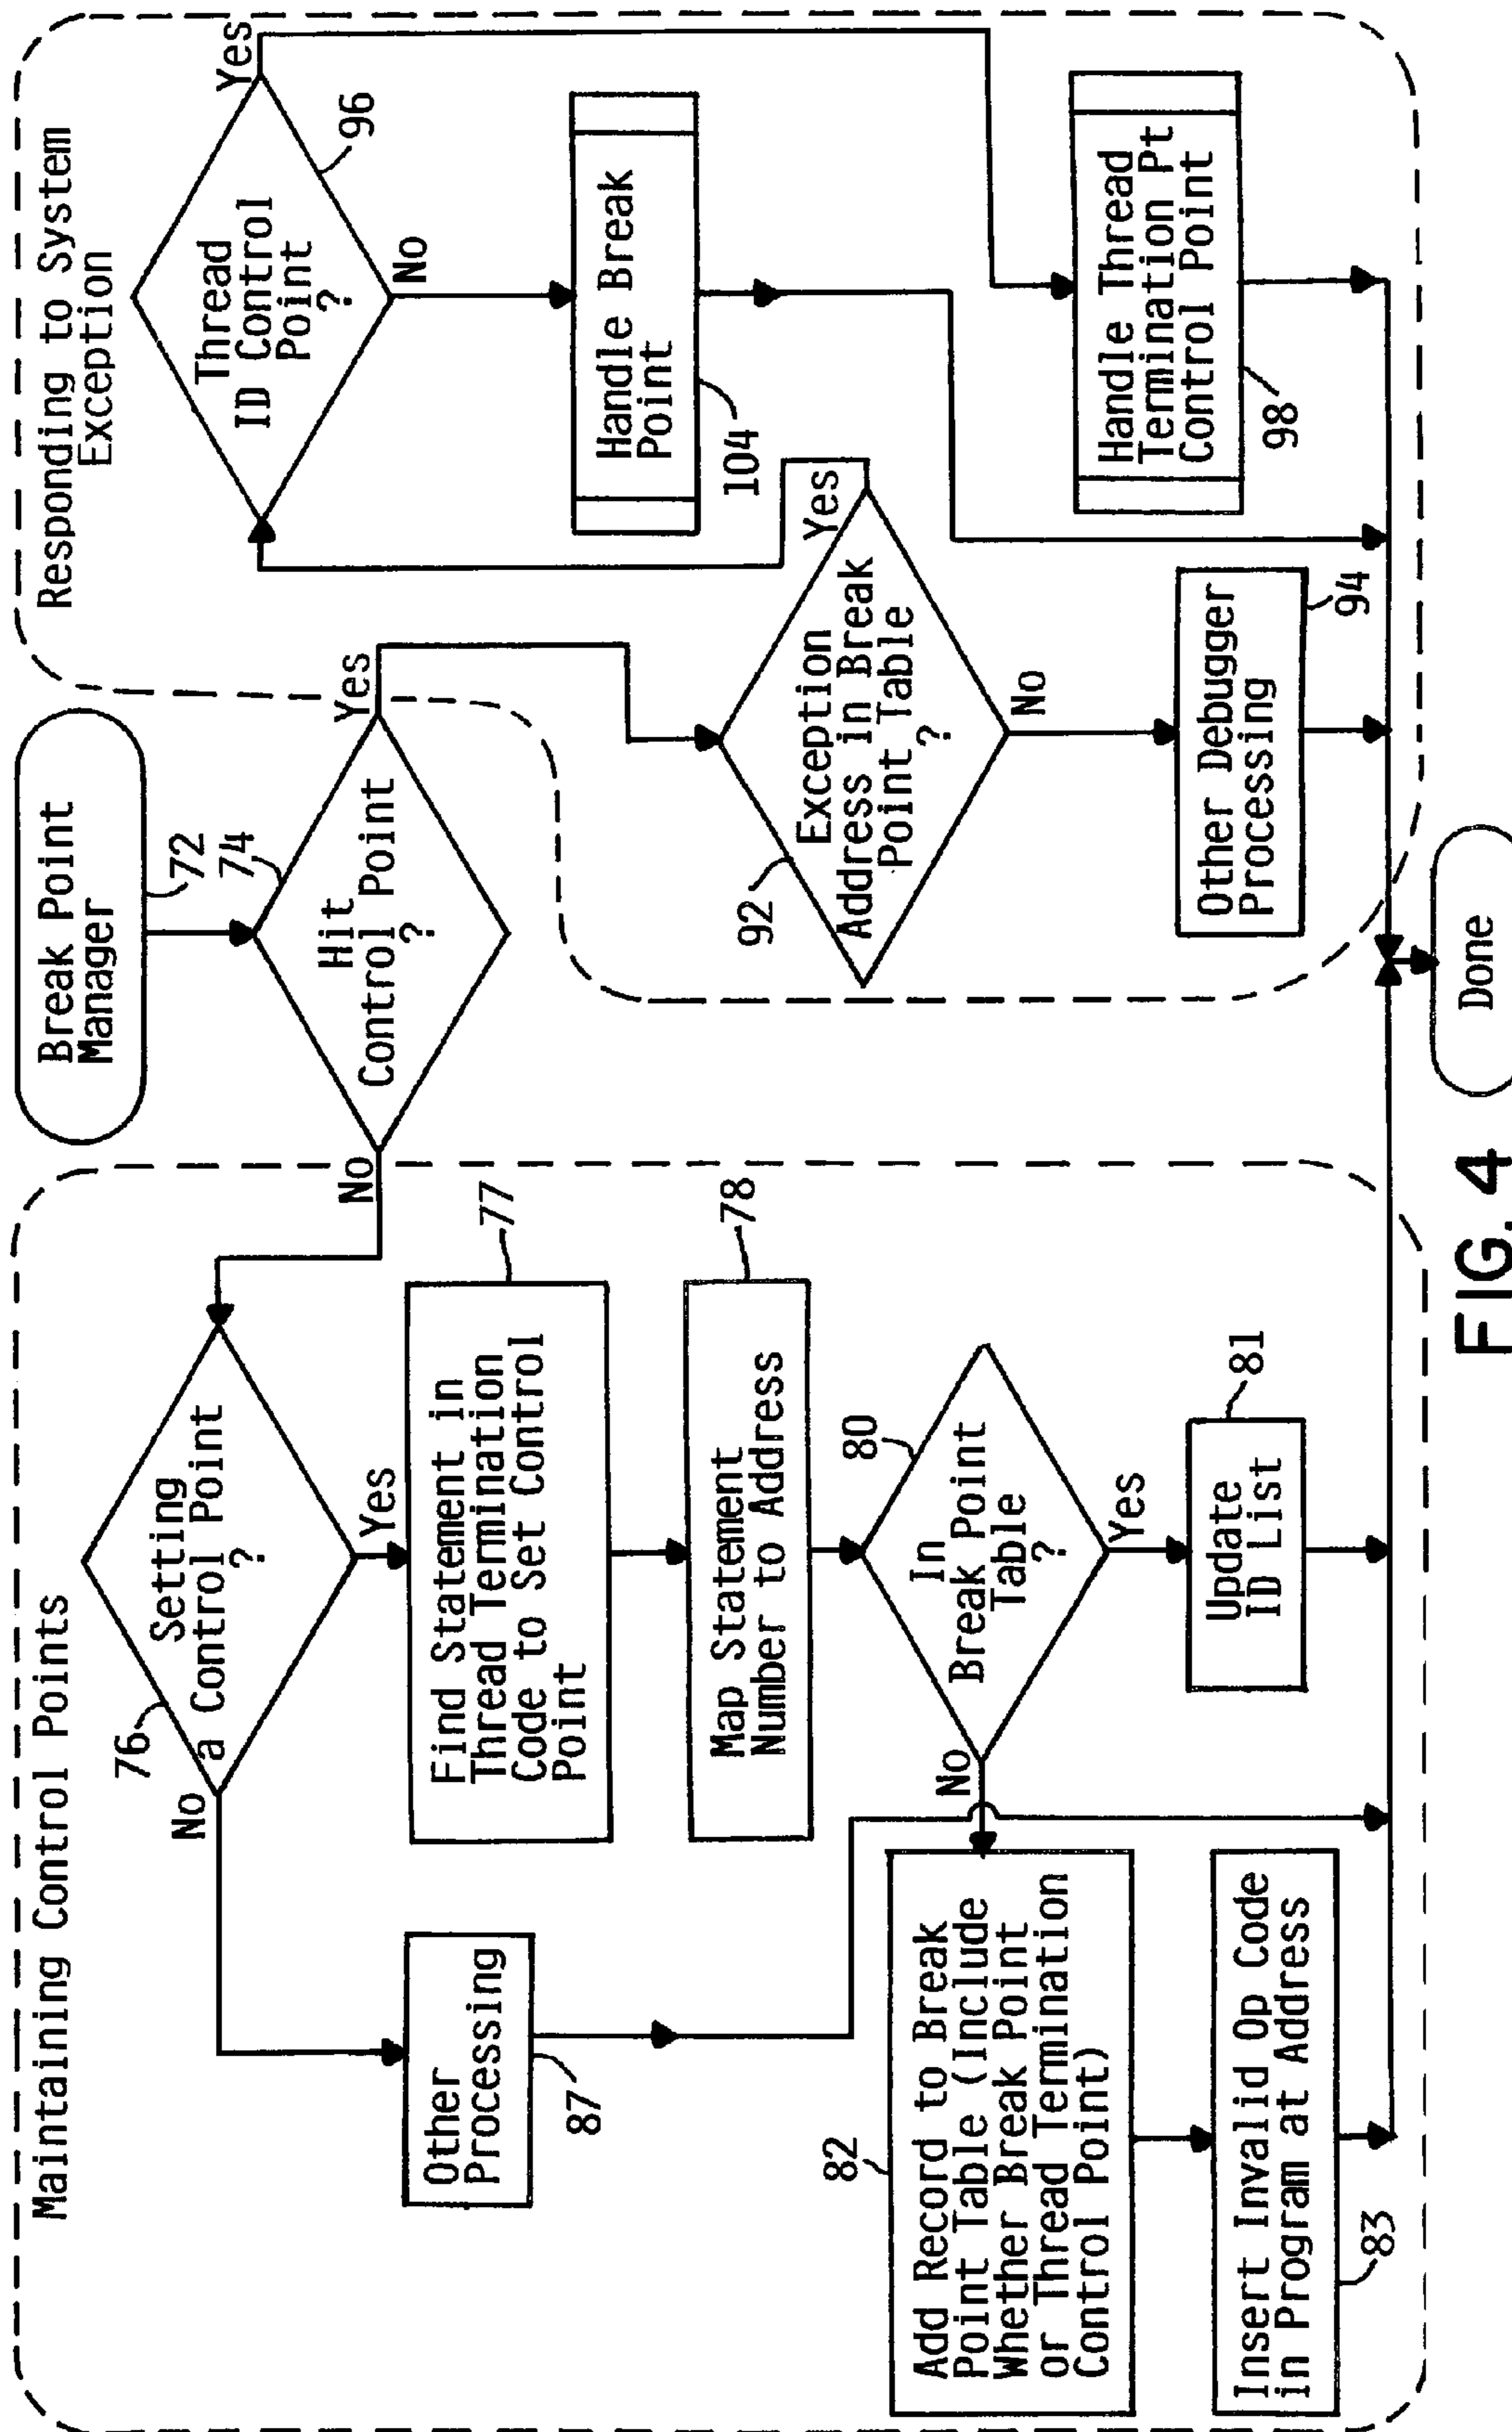 Break Point
Manager
72
74
Hit
Control Point
?
No
Yes
Maintaining Control Points
76
Setting
a Control Point
?
No
Yes
77
Find Statement in
Thread Termination
Code to Set Control
Point
78
Map Statement
Number to Address
80
In
Break Point
Table
?
No
Yes
81
Update
ID List
Other
Processing
87
82
Add Record to Break
Point Table (Include
Whether Break Point
or Thread Termination
Control Point)
Insert Invalid Op Code
in Program at Address
83
Responding to System
Exception
Thread
ID Control
Point
?
96
Yes
No
Handle Break
Point
104
92
Exception
Address in Break
Point Table
?
Yes
No
Other Debugger
Processing
94
Handle Thread
Termination Pt
Control Point
98
Done
FIG. 4